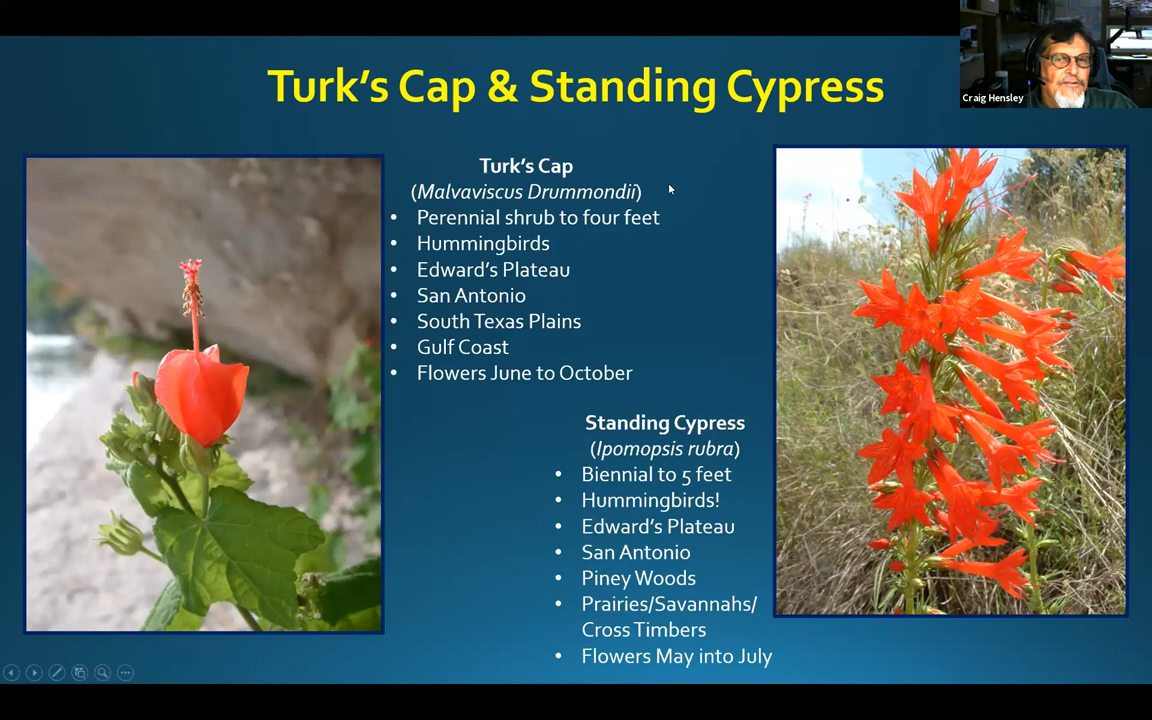 Turk's Cap & Standing Cypress
Craig Hensley
Turk's Cap
(Malvaviscus Drummondii)
• Perennial shrub to four feet
• Hummingbirds
• Edward's Plateau
• San Antonio
• South Texas Plains
• Gulf Coast
• Flowers June to October
Standing Cypress
(Ipomopsis rubra)
• Biennial to 5 feet
• Hummingbirds!
• Edward's Plateau
• San Antonio
• Piney Woods
• Prairies/Savannahs/
Cross Timbers
• Flowers May into July